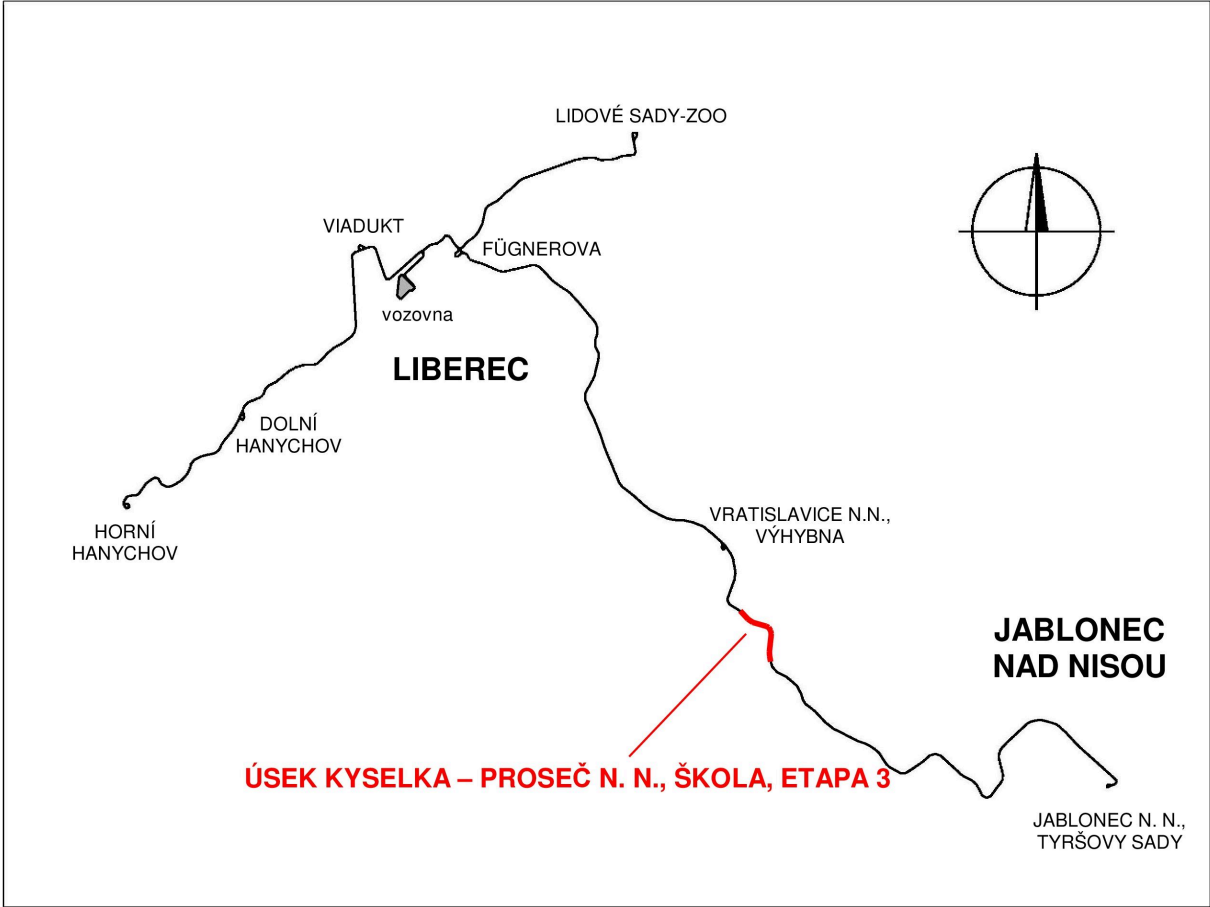 LIDOVÉ SADY-ZOO
VIADUKT
FÜGNEROVA
vozovna
LIBEREC
DOLNÍ
HANYCHOV
HORNÍ
HANYCHOV
VRATISLAVICE N.N.,
VÝHYBNA
JABLONEC
NAD NISOU
ÚSEK KYSELKA – PROSEČ N. N., ŠKOLA, ETAPA 3
JABLONEC N. N.,
TYRŠOVY SADY